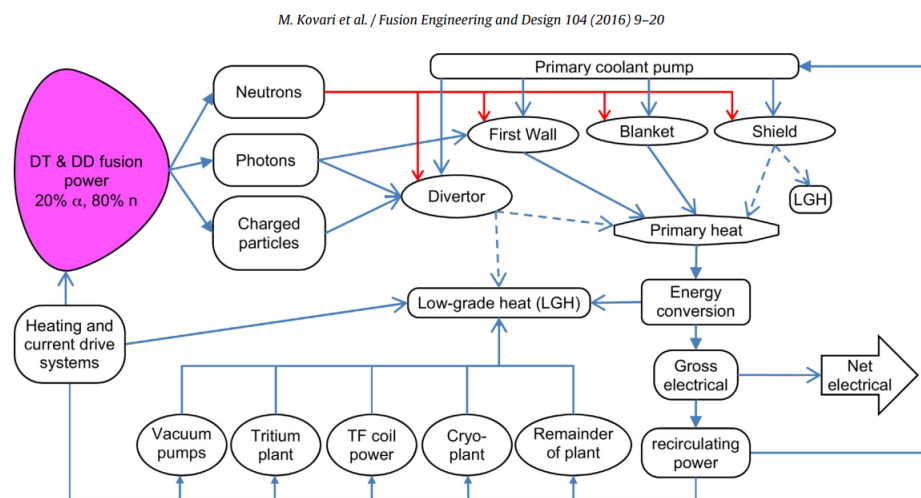 M. Kovari et al. / Fusion Engineering and Design 104 (2016) 9–20
Primary coolant pump
Neutrons
First Wall
Blanket
Shield
DT & DD fusion
power
20% α, 80% n
Photons
Divertor
LGH
Charged
particles
Primary heat
Heating and
current drive
systems
Low-grade heat (LGH)
Energy
conversion
Gross
electrical
Net
electrical
Vacuum
pumps
Tritium
plant
TF coil
power
Cryo-
plant
Remainder
of plant
recirculating
power